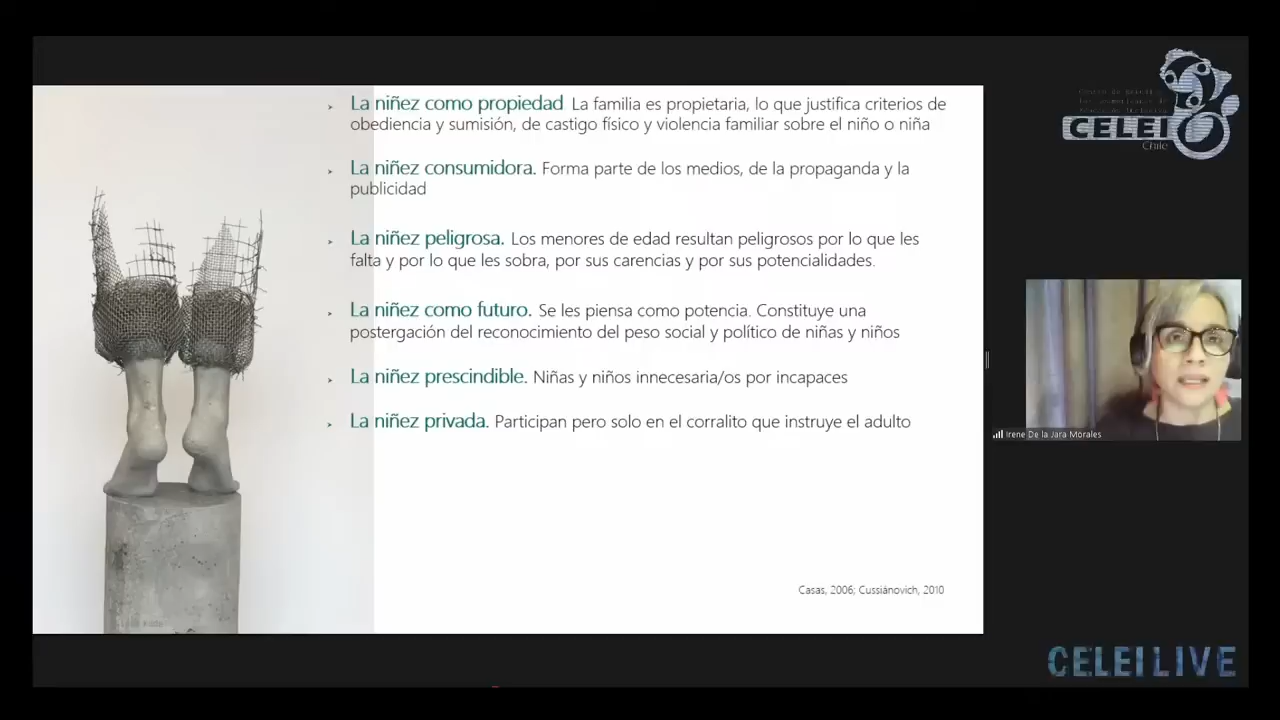 La niñez como propiedad La familia es propietaria, lo que justifica criterios de
obediencia y sumisión, de castigo físico y violencia familiar sobre el niño o niña
La niñez consumidora. Forma parte de los medios, de la propaganda y la
publicidad
La niñez peligrosa. Los menores de edad resultan peligrosos por lo que les
falta y por lo que les sobra, por sus carencias y por sus potencialidades.
La niñez como futuro. Se les piensa como potencia. Constituye una
postergación del reconocimiento del peso social y político de niñas y niños
La niñez prescindible. Niñas y niños innecesaria/os por incapaces
La niñez privada. Participan pero solo en el corralito que instruye el adulto
Casas, 2006; Cussiánovich, 2010
CELEI
Chile
Irene De la Jara Morales
CELEI LIVE